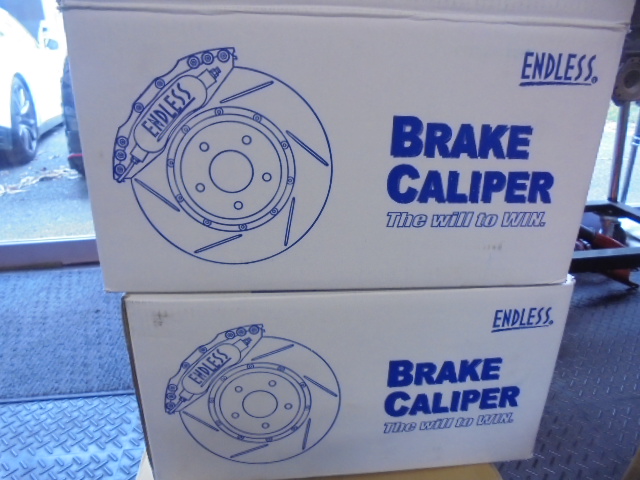 ENDLESS
ENDLESS
BRAKE
CALIPER
The will to WIN.
ENDLESS
ENDLESS
BRAKE
CALIPER
The will to WIN.